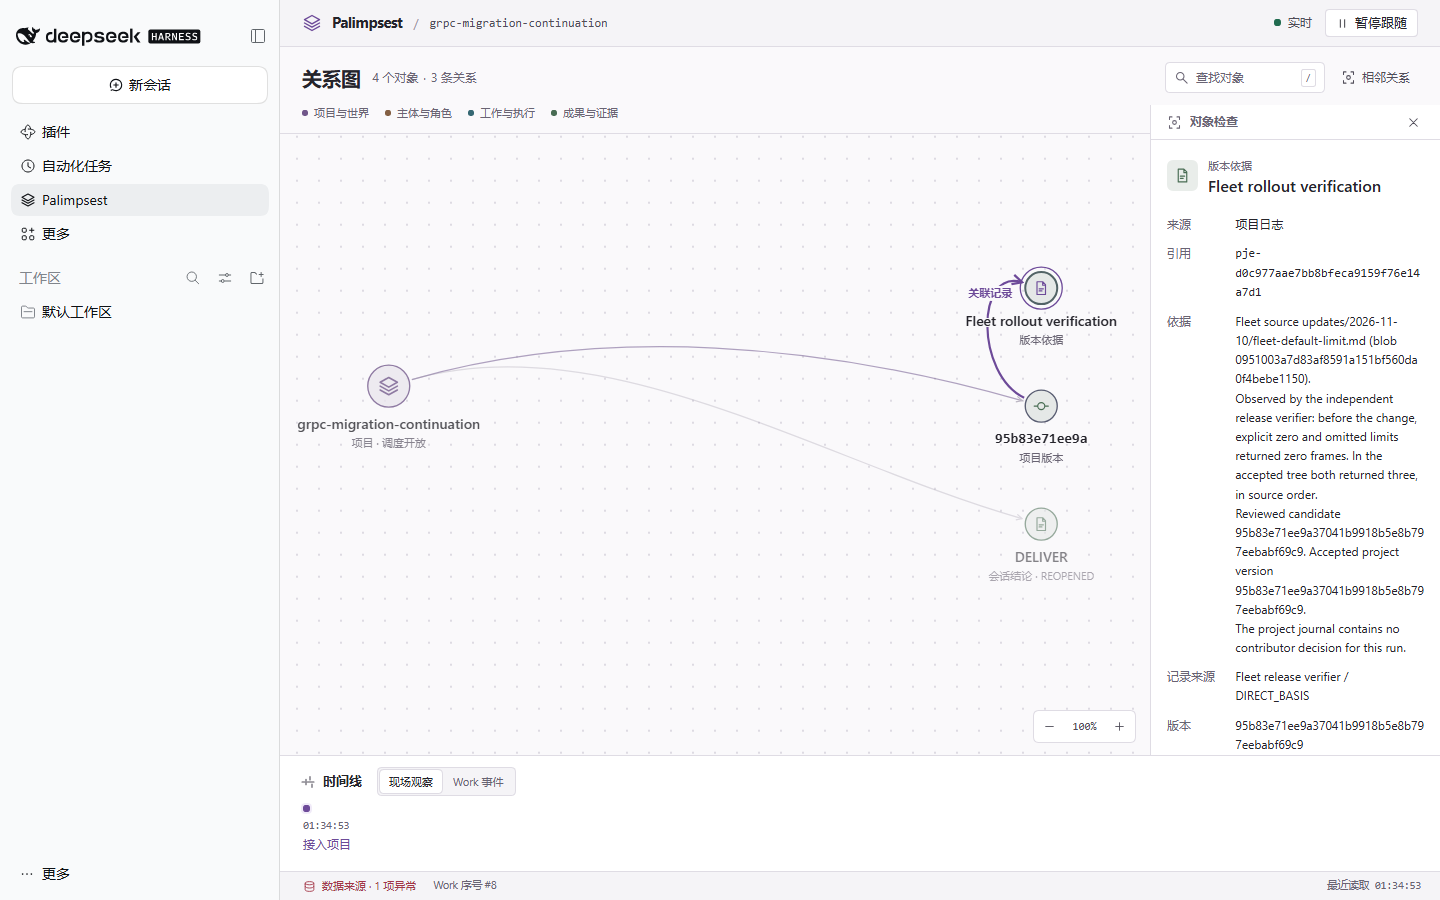 deepseek HARNESS
新会话
插件
自动化任务
Palimpsest
更多
工作区
默认工作区
更多
Palimpsest / grpc-migration-continuation
实时
暂停跟随
关系图 4 个对象 · 3 条关系
查找对象 /
相邻关系
项目与世界 主体与角色 工作与执行 成果与证据
关联记录
Fleet rollout verification
版本依据
grpc-migration-continuation
项目 · 调度开放
95b83e71ee9a
项目版本
DELIVER
会话结论 · REOPENED
100%
对象检查
版本依据
Fleet rollout verification
来源 项目日志
引用 pje-
d0c977aae7bb8bfeca9159f76e14
a7d1
依据 Fleet source updates/2026-11-
10/fleet-default-limit.md (blob
0951003a7d83af8591a151bf560da
0f4bebe1150).
Observed by the independent
release verifier: before the change,
explicit zero and omitted limits
returned zero frames. In the
accepted tree both returned three,
in source order.
Reviewed candidate
95b83e71ee9a37041b9918b5e8b79
7eebabf69c9. Accepted project
version
95b83e71ee9a37041b9918b5e8b79
7eebabf69c9.
The project journal contains no
contributor decision for this run.
记录来源 Fleet release verifier /
DIRECT_BASIS
版本 95b83e71ee9a37041b9918b5e8b79
7eebabf69c9
时间线 现场观察 Work 事件
01:34:53
接入项目
数据来源 · 1 项异常 Work 序号 #8
最近读取 01:34:53